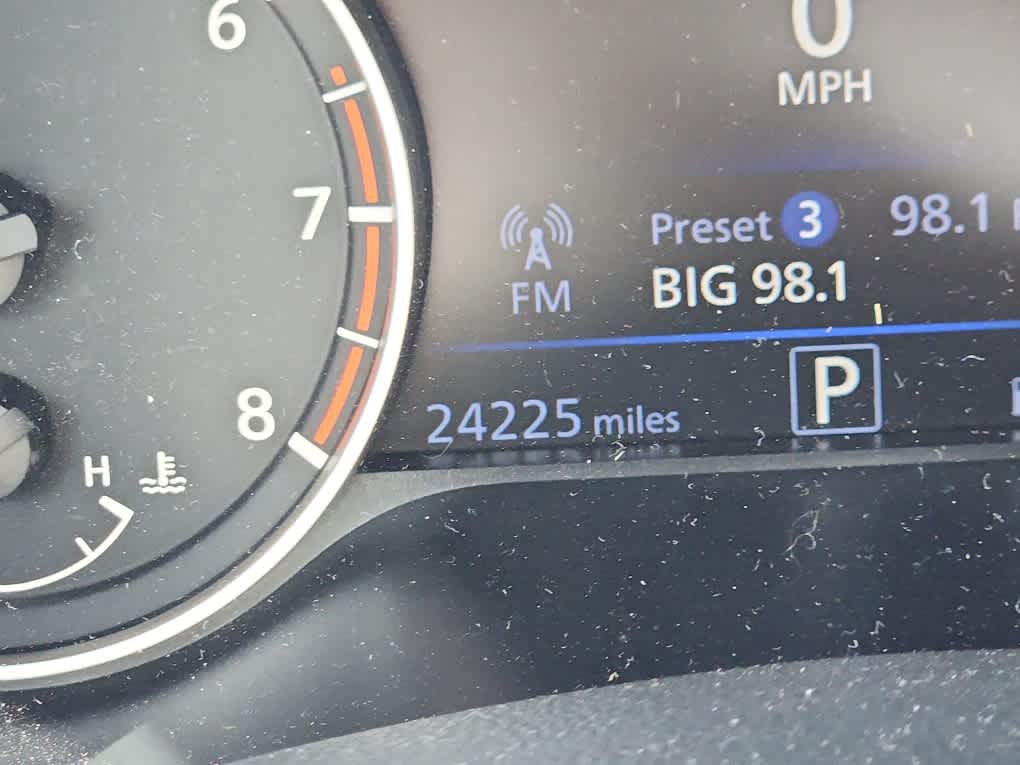 6
7
8
H
0
MPH
Preset 3 98.1
FM
BIG 98.1
24225 miles
P